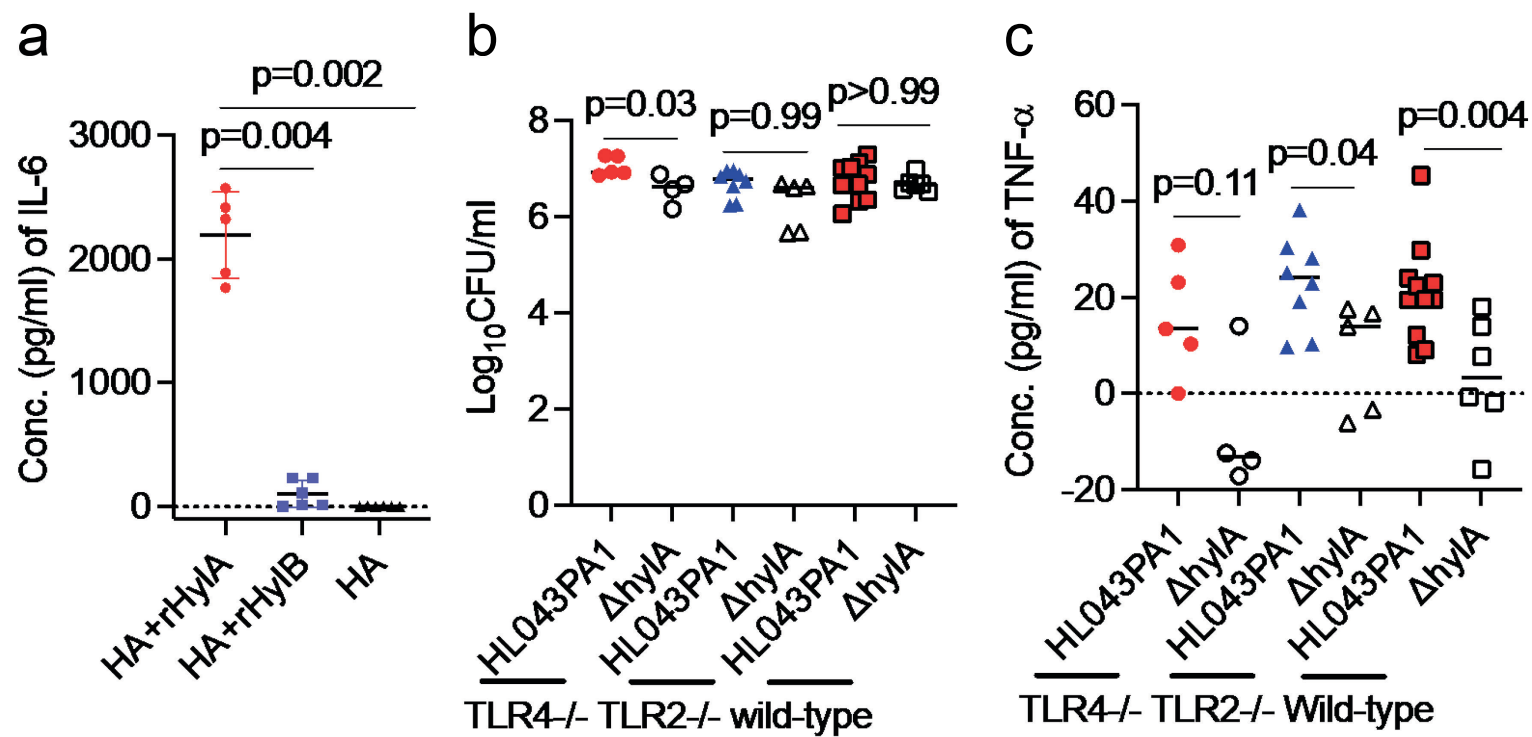 a
p=0.002
p=0.004
Conc. (pg/ml) of IL-6
3000
2000
1000
0
HA+rHylA
HA+rHylB
HA
b
p=0.03
p=0.99
p>0.99
Log10CFU/ml
8
6
4
2
0
HL043PA1
ΔhylA
HL043PA1
ΔhylA
HL043PA1
ΔhylA
TLR4-/- TLR2-/- wild-type
c
p=0.11
p=0.04
p=0.004
Conc. (pg/ml) of TNF-α
60
40
20
0
-20
HL043PA1
ΔhylA
HL043PA1
ΔhylA
HL043PA1
ΔhylA
TLR4-/- TLR2-/- Wild-type